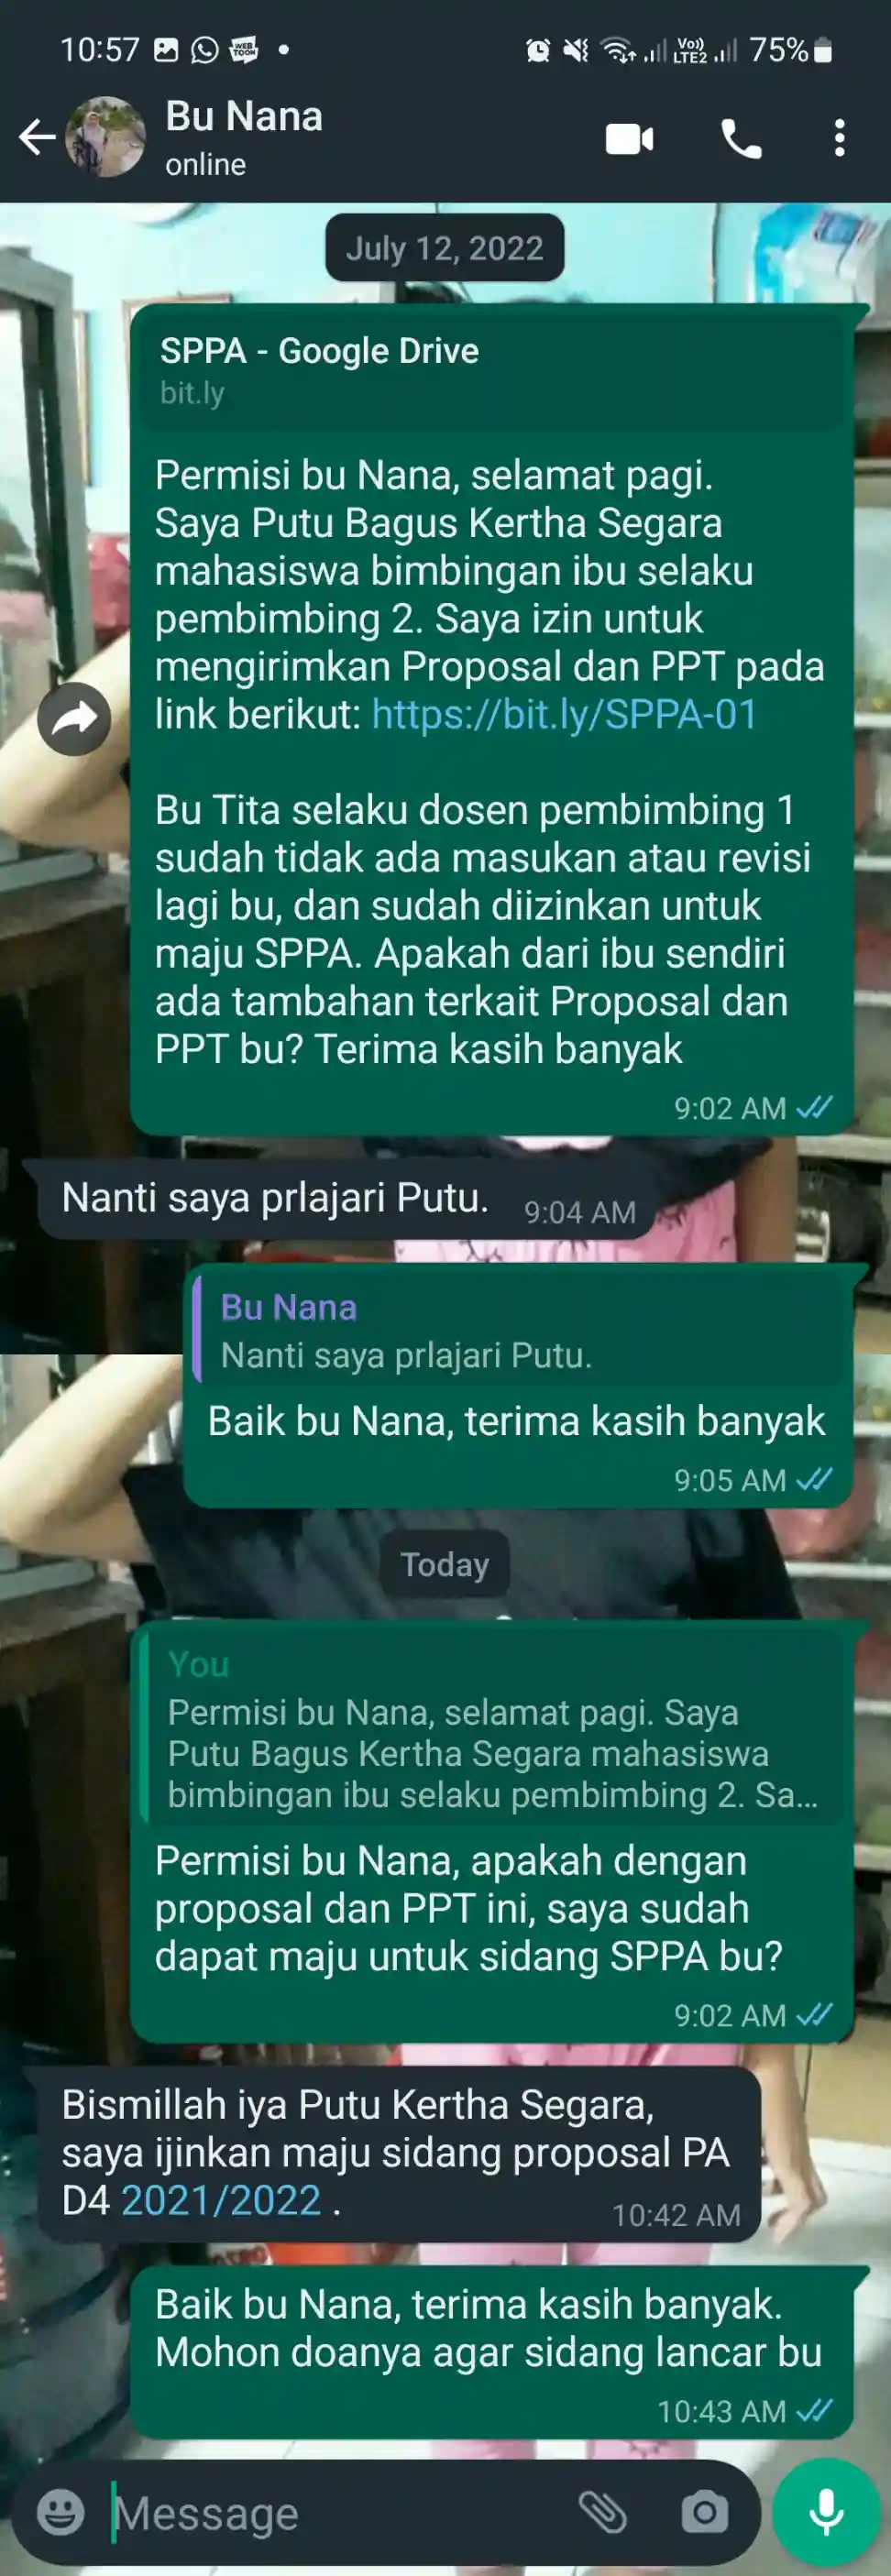 10:57
Vo))
LTE2
75%
Bu Nana
online
July 12, 2022
SPPA - Google Drive
bit.ly
Permisi bu Nana, selamat pagi.
Saya Putu Bagus Kertha Segara
mahasiswa bimbingan ibu selaku
pembimbing 2. Saya izin untuk
mengirimkan Proposal dan PPT pada
link berikut: https://bit.ly/SPPA-01
Bu Tita selaku dosen pembimbing 1
sudah tidak ada masukan atau revisi
lagi bu, dan sudah diizinkan untuk
maju SPPA. Apakah dari ibu sendiri
ada tambahan terkait Proposal dan
PPT bu? Terima kasih banyak
9:02 AM
Nanti saya prlajari Putu.
9:04 AM
Bu Nana
Nanti saya prlajari Putu.
Baik bu Nana, terima kasih banyak
9:05 AM
Today
You
Permisi bu Nana, selamat pagi. Saya
Putu Bagus Kertha Segara mahasiswa
bimbingan ibu selaku pembimbing 2. Sa...
Permisi bu Nana, apakah dengan
proposal dan PPT ini, saya sudah
dapat maju untuk sidang SPPA bu?
9:02 AM
Bismillah iya Putu Kertha Segara,
saya ijinkan maju sidang proposal PA
D4 2021/2022 .
10:42 AM
Baik bu Nana, terima kasih banyak.
Mohon doanya agar sidang lancar bu
10:43 AM
Message